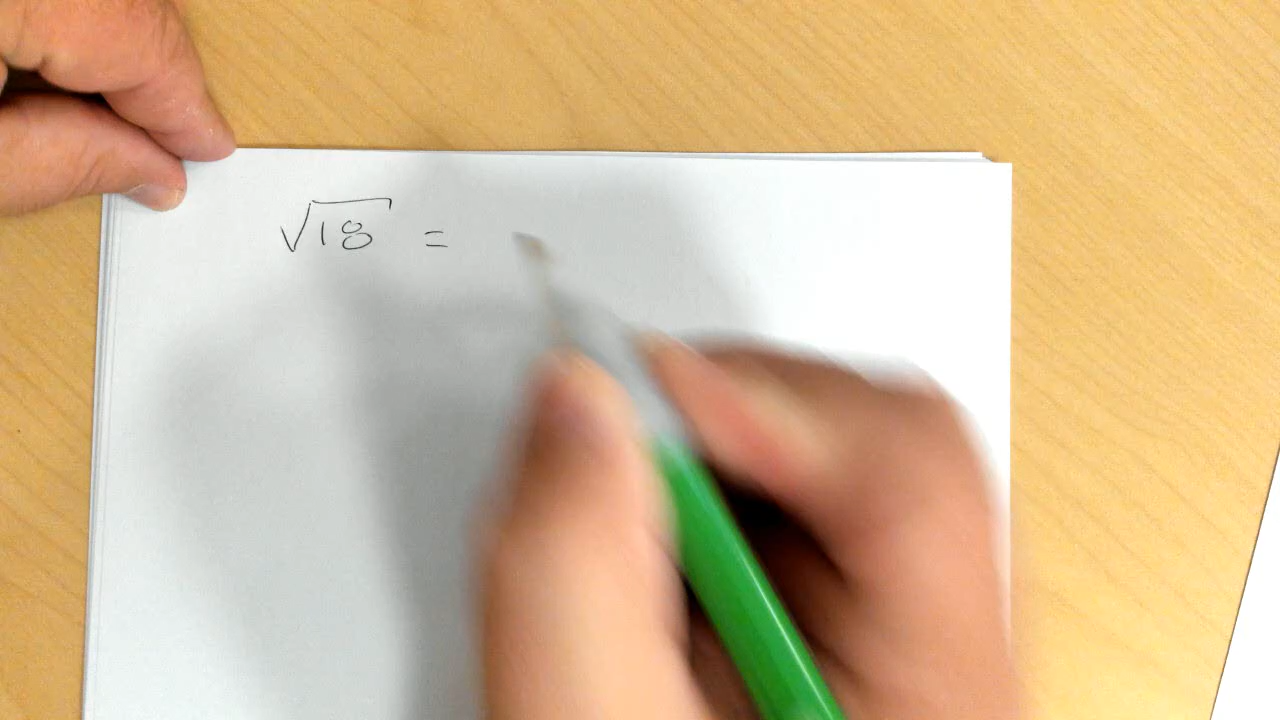 √18 =